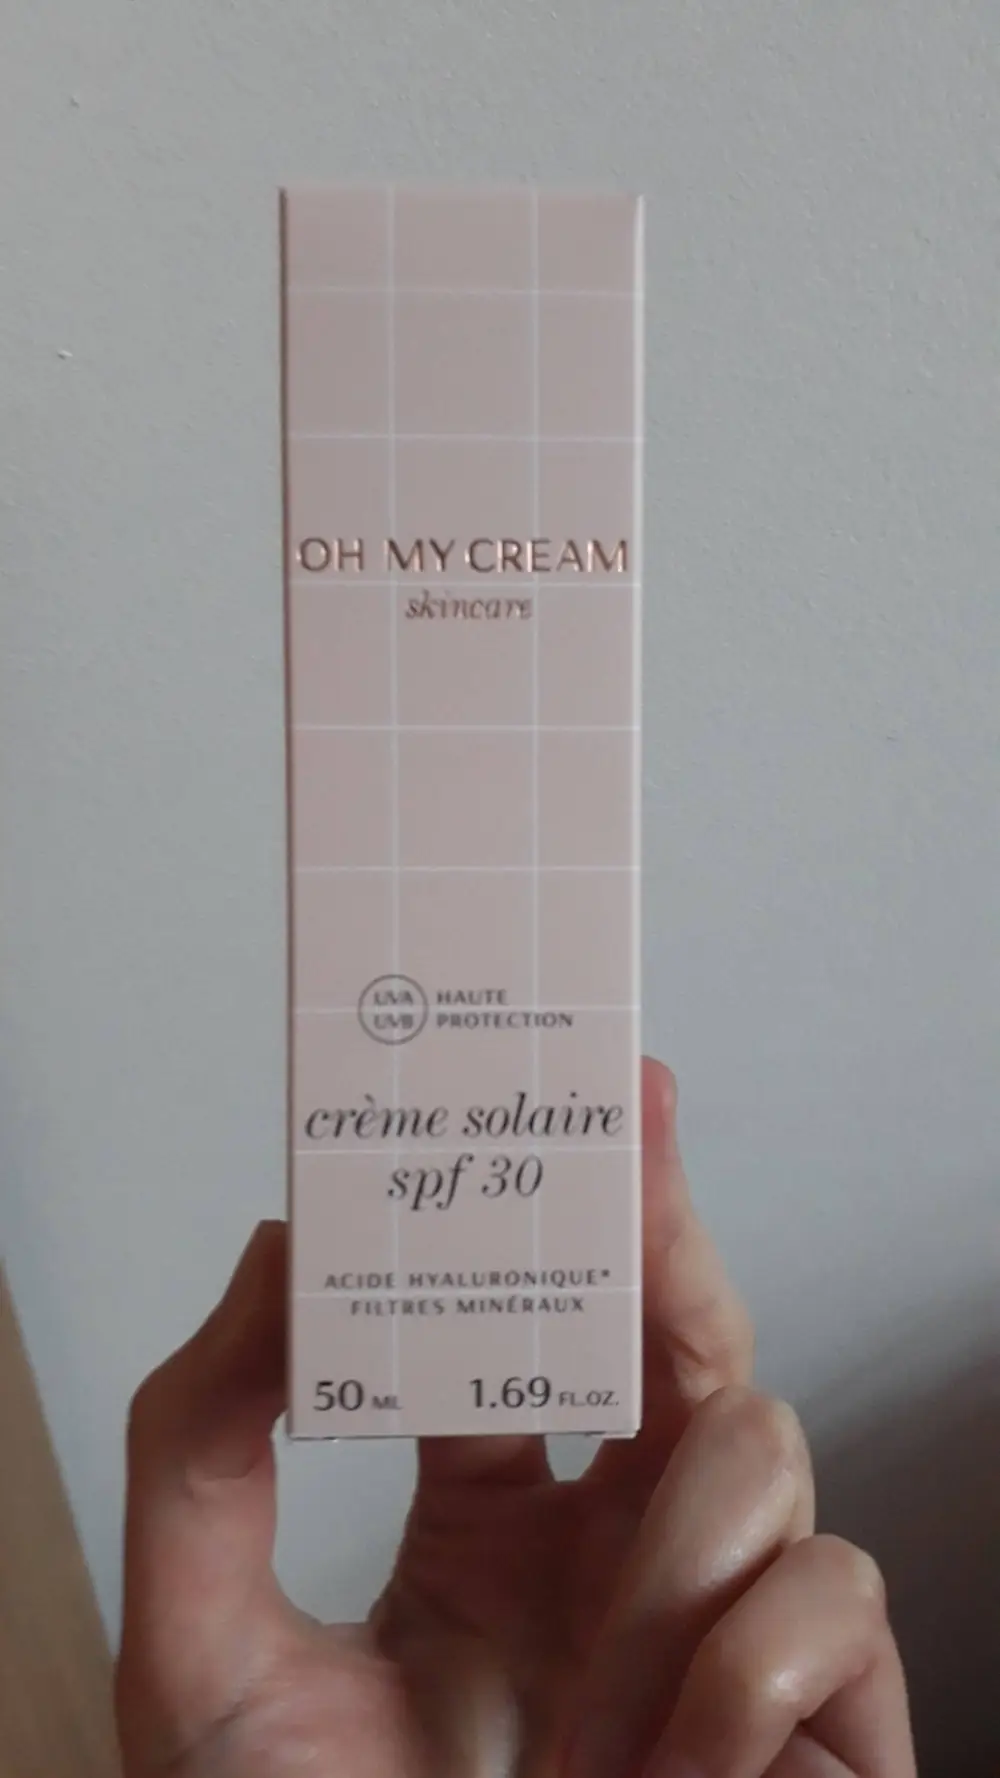 OH MY CREAM
skincare
UVA
UVB
HAUTE
PROTECTION
crème solaire
spf 30
ACIDE HYALURONIQUE*
FILTRES MINÉRAUX
50 ML 1.69 FL.OZ.